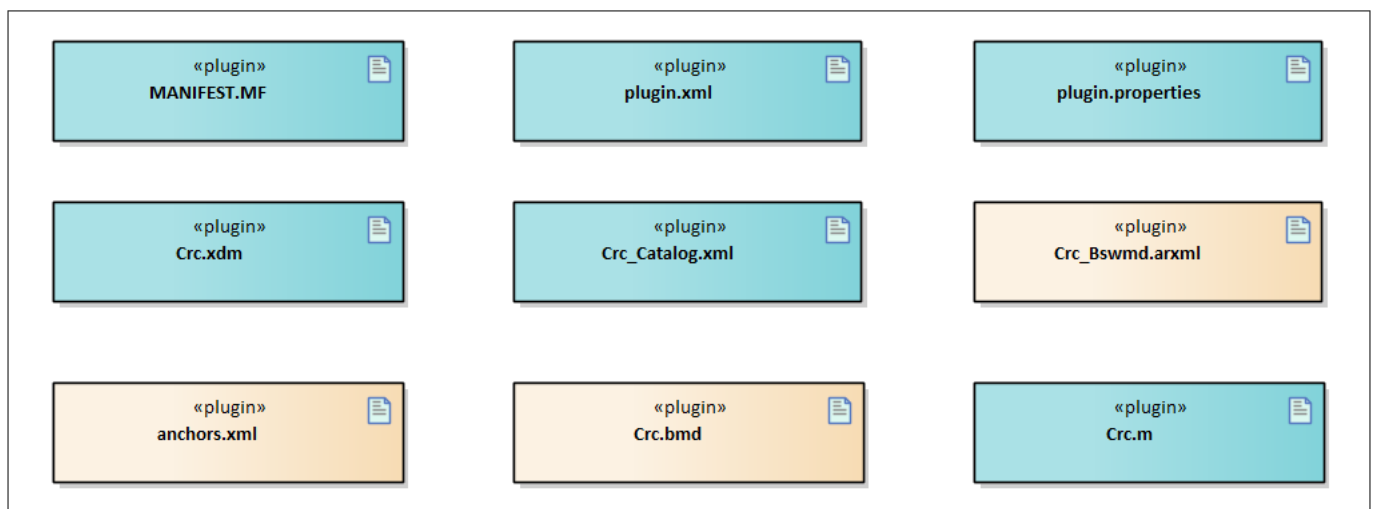 «plugin»
MANIFEST.MF
«plugin»
plugin.xml
«plugin»
plugin.properties
«plugin»
Crc.xdm
«plugin»
Crc_Catalog.xml
«plugin»
Crc_Bswmd.arxml
«plugin»
anchors.xml
«plugin»
Crc.bmd
«plugin»
Crc.m